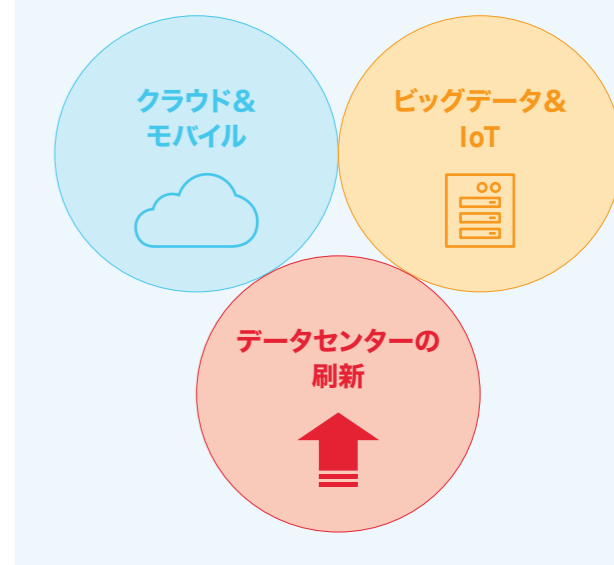 クラウド&
モバイル
ビッグデータ&
IoT
データセンターの
刷新